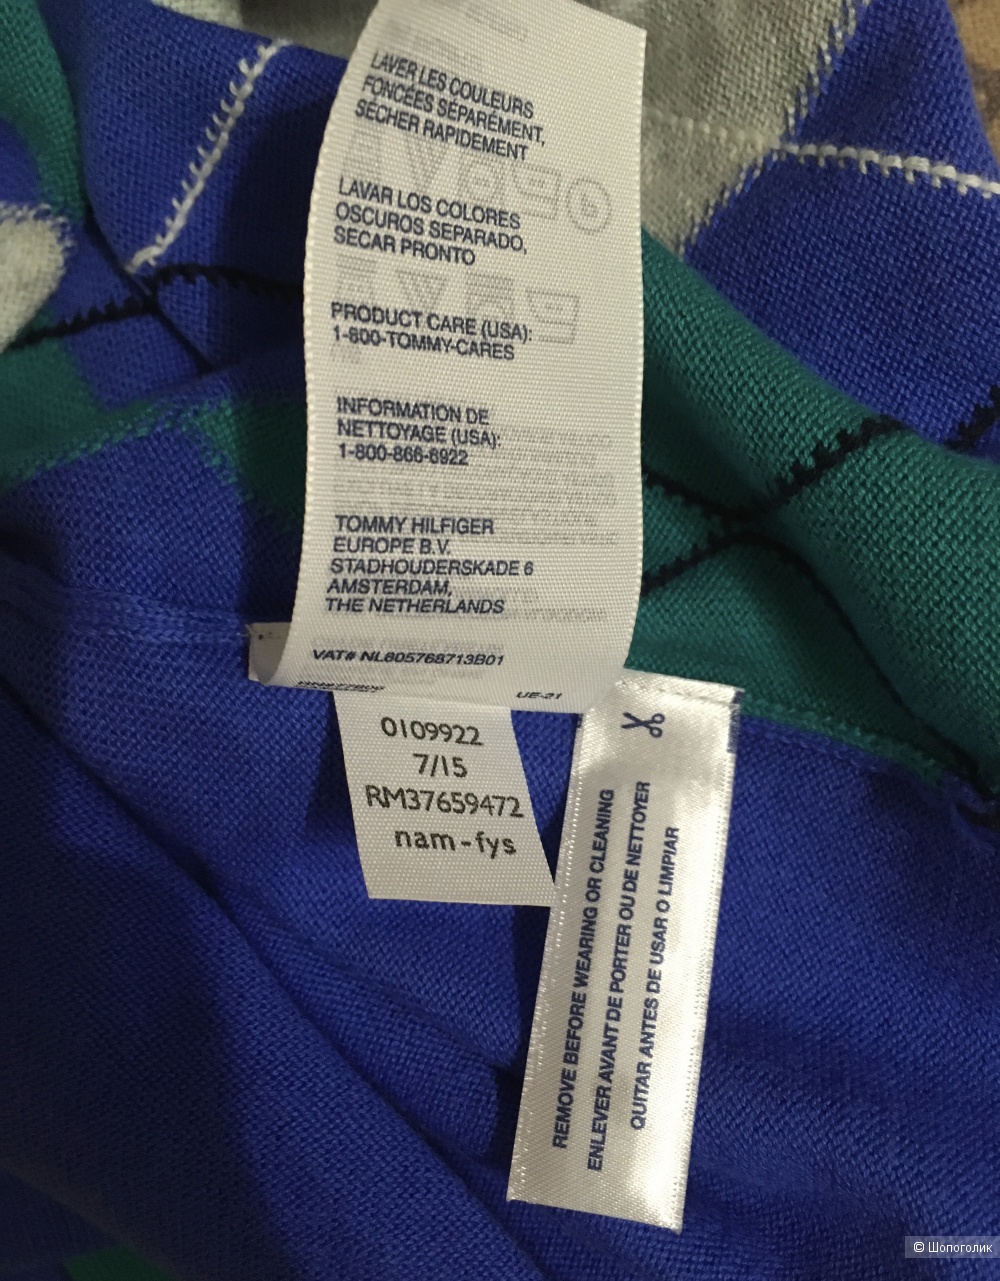 LAVER LES COULEURS
FONCÉES SÉPARÉMENT,
SÉCHER RAPIDEMENT
LAVAR LOS COLORES
OSCUROS SEPARADO,
SECAR PRONTO
PRODUCT CARE (USA):
1-800-TOMMY-CARES
INFORMATION DE
NETTOYAGE (USA):
1-800-866-6922
TOMMY HILFIGER
EUROPE B.V.
STADHOUDERSKADE 6
AMSTERDAM,
THE NETHERLANDS
VAT# NL805768713B01
UE-21
0109922
7/15
RM37659472
nam-fys
REMOVE BEFORE WEARING OR CLEANING
ENLEVER AVANT DE PORTER OU DE NETTOYER
QUITAR ANTES DE USAR O LIMPIAR
© Шопоголик